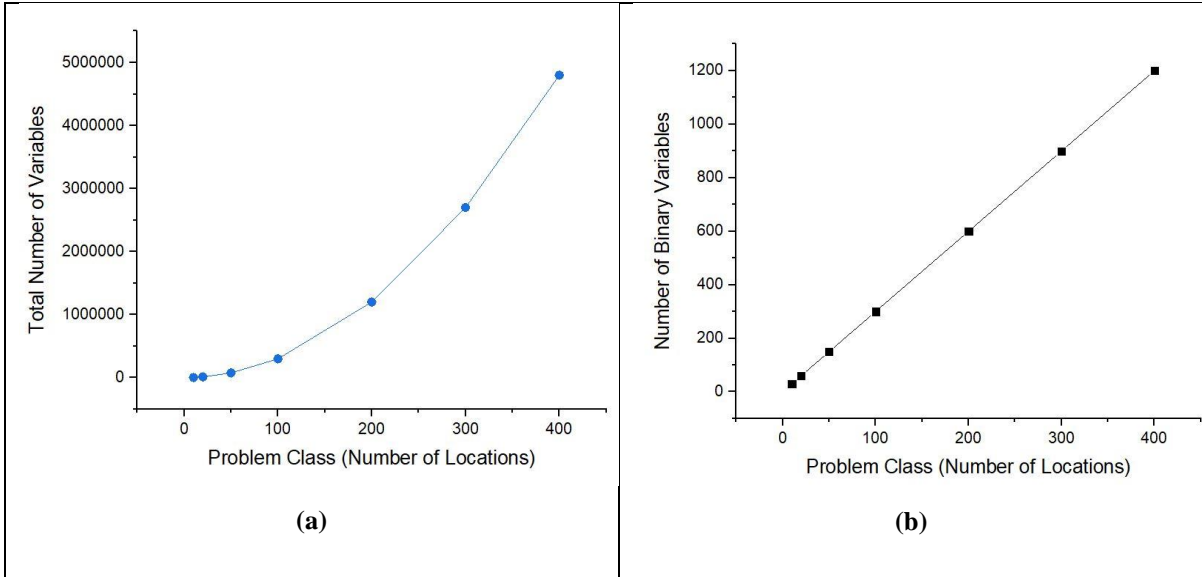 5000000
4000000
3000000
2000000
1000000
0
Total Number of Variables
0 100 200 300 400
Problem Class (Number of Locations)
(a)
1200
1000
800
600
400
200
0
Number of Binary Variables
0 100 200 300 400
Problem Class (Number of Locations)
(b)